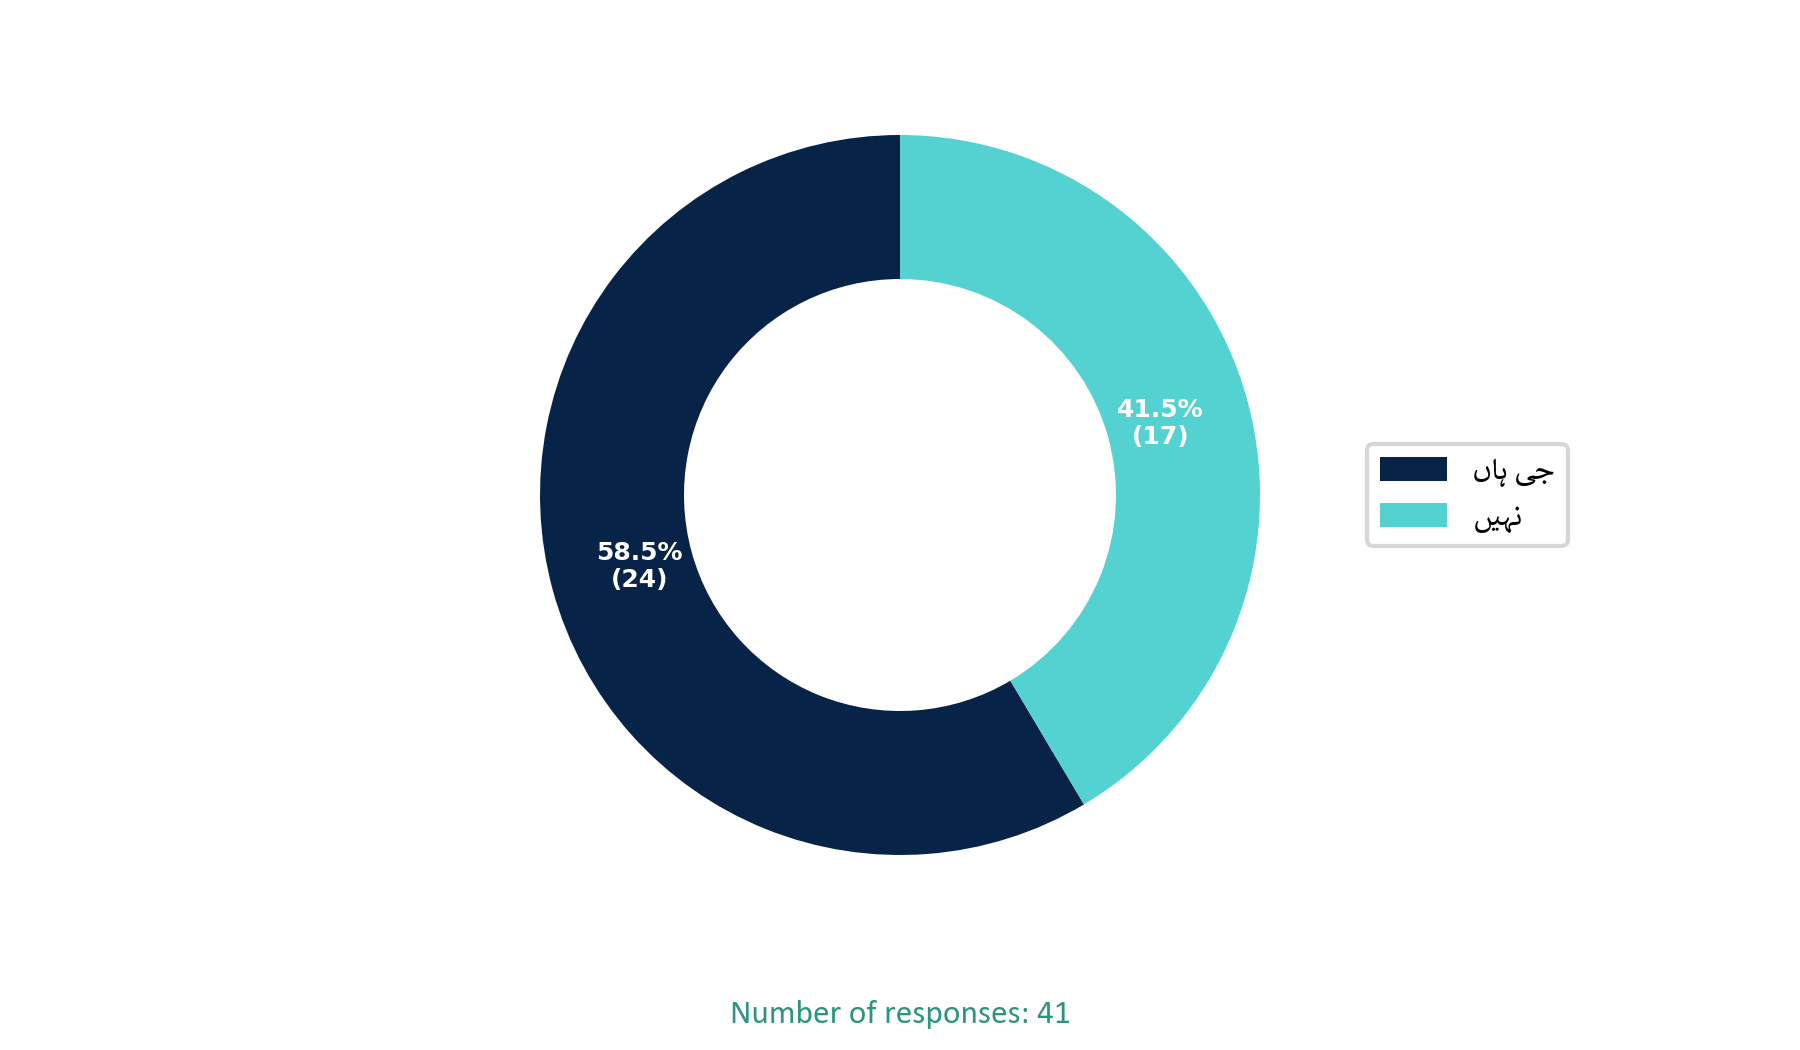 41.5%
(17)
58.5%
(24)
جی ہاں
نہیں
Number of responses: 41